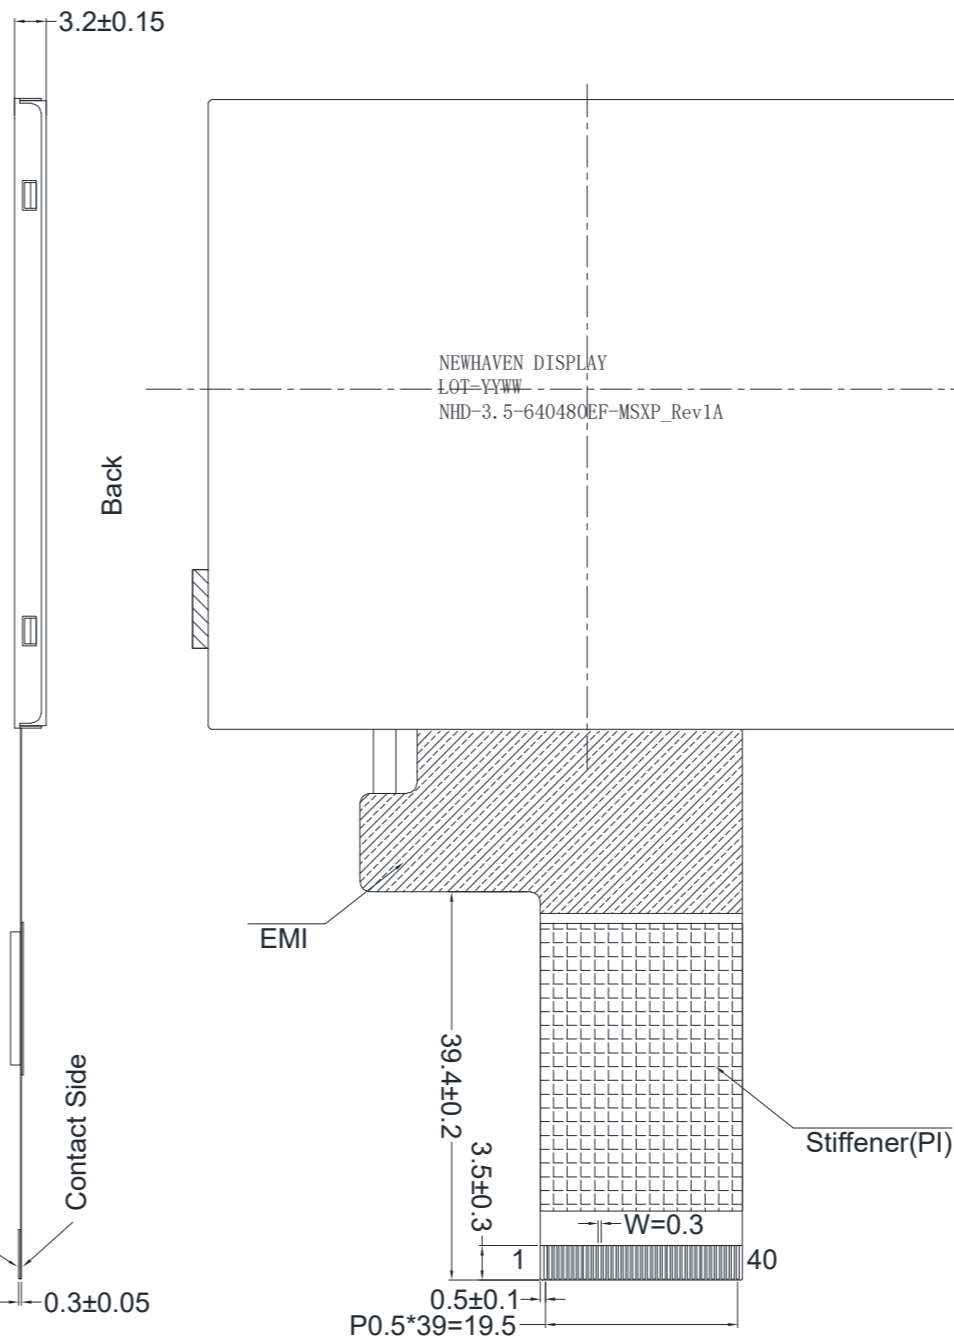 3.2±0.15
NEWHAVEN DISPLAY
LOT-YYWW
NHD-3.5-640480EF-MSXP_Rev1A
Back
EMI
39.4±0.2
Contact Side
Stiffener(PI)
3.5±0.3
W=0.3
1
40
0.3±0.05
0.5±0.1
P0.5*39=19.5